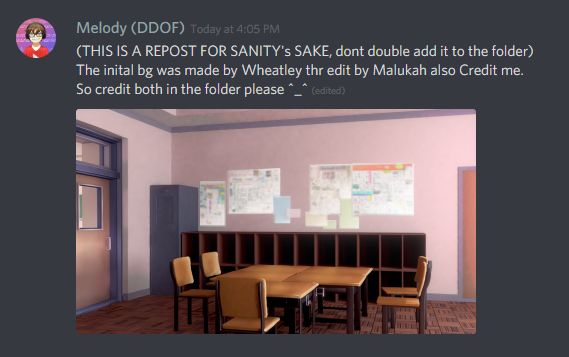 Melody (DDOF) Today at 4:05 PM
(THIS IS A REPOST FOR SANITY's SAKE, dont double add it to the folder)
The inital bg was made by Wheatley thr edit by Malukah also Credit me.
So credit both in the folder please ^_^ (edited)